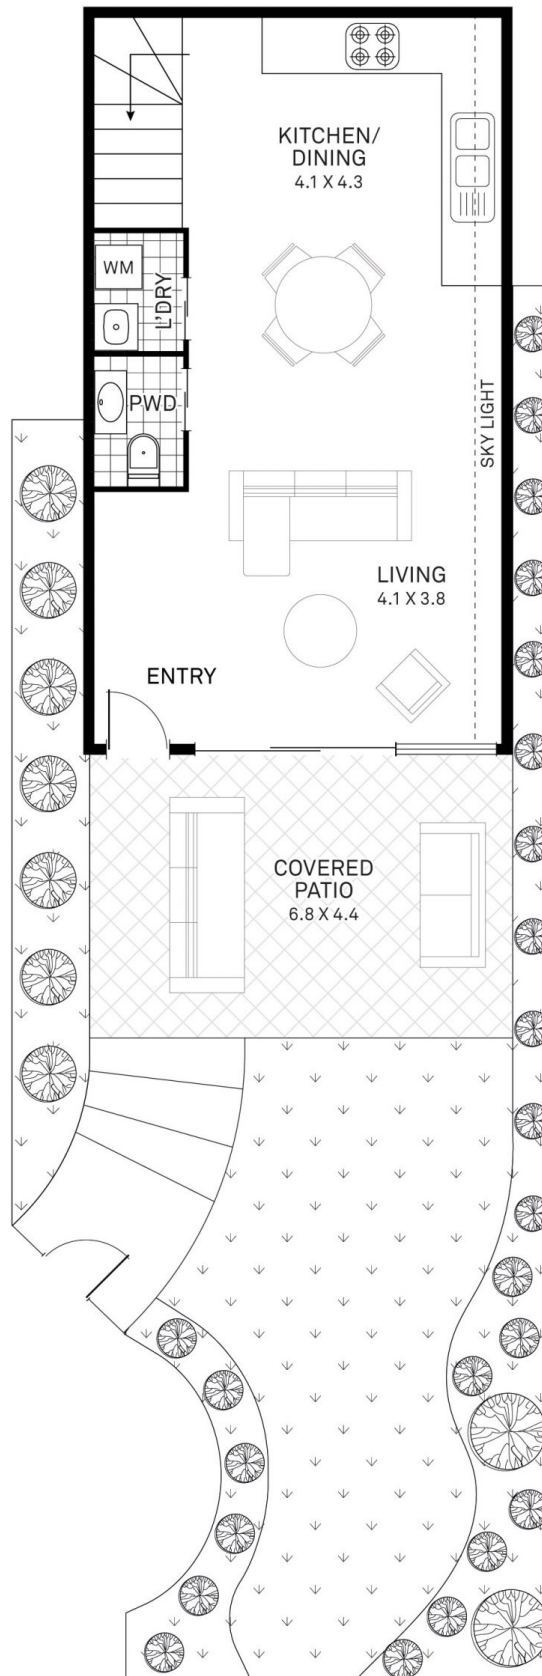 KITCHEN/
DINING
4.1 X 4.3
WM
L'DRY
PWD
SKY LIGHT
LIVING
4.1 X 3.8
ENTRY
COVERED
PATIO
6.8 X 4.4